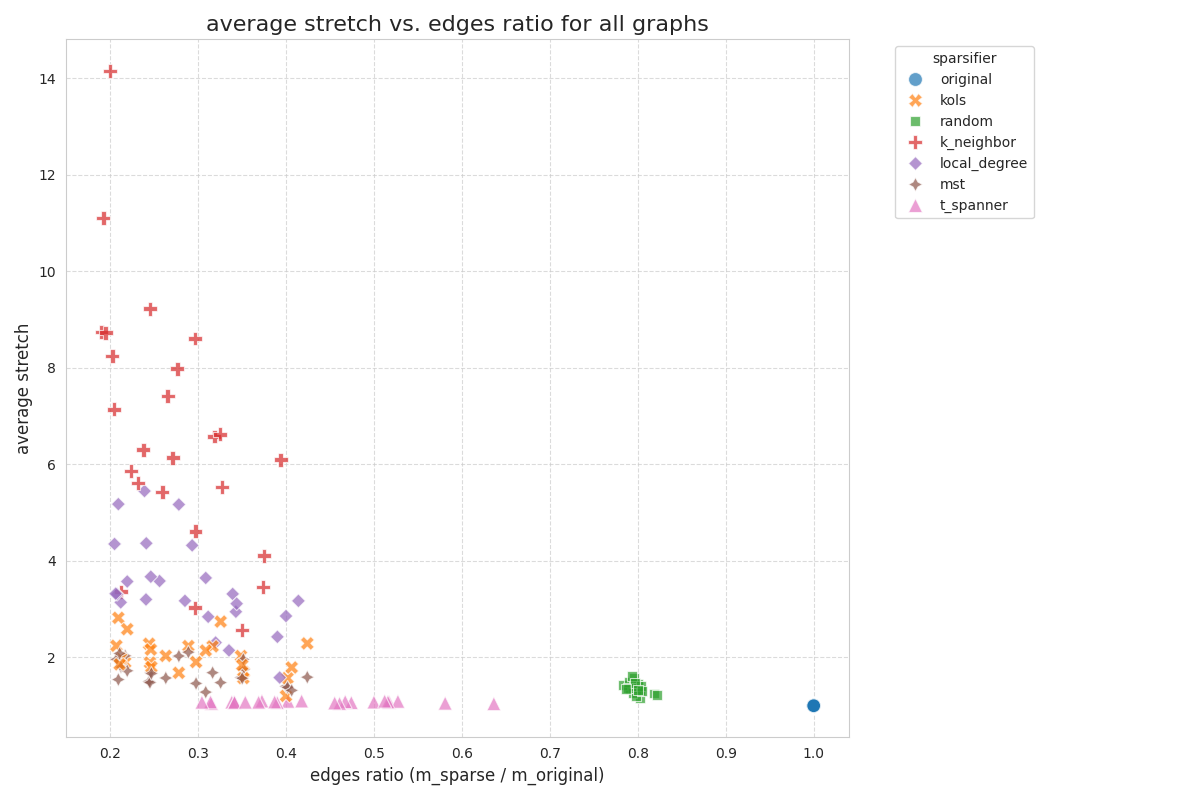 average stretch vs. edges ratio for all graphs
sparsifier
original
kols
random
k_neighbor
local_degree
mst
t_spanner
average stretch
14
12
10
8
6
4
2
0.2 0.3 0.4 0.5 0.6 0.7 0.8 0.9 1.0
edges ratio (m_sparse / m_original)